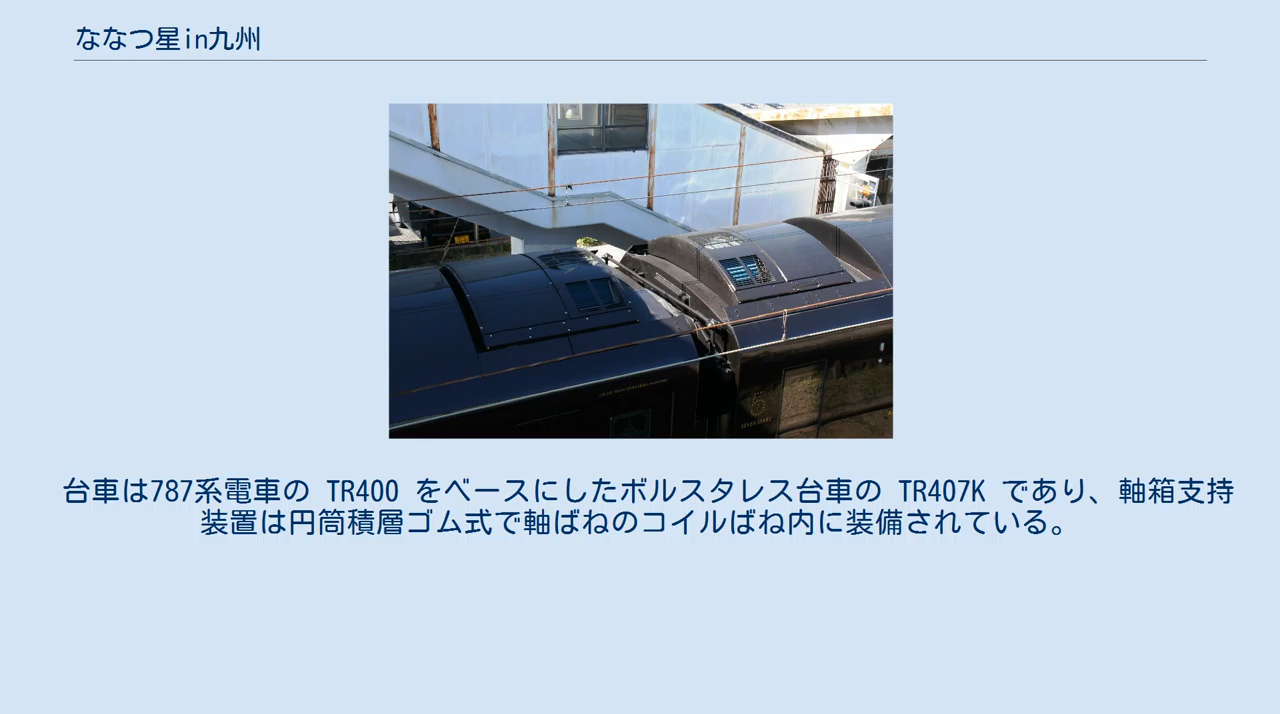 ななつ星in九州
SEVEN STARS
台車は787系電車の TR400 をベースにしたボルスタレス台車の TR407K であり、軸箱支持
装置は円筒積層ゴム式で軸ばねのコイルばね内に装備されている。